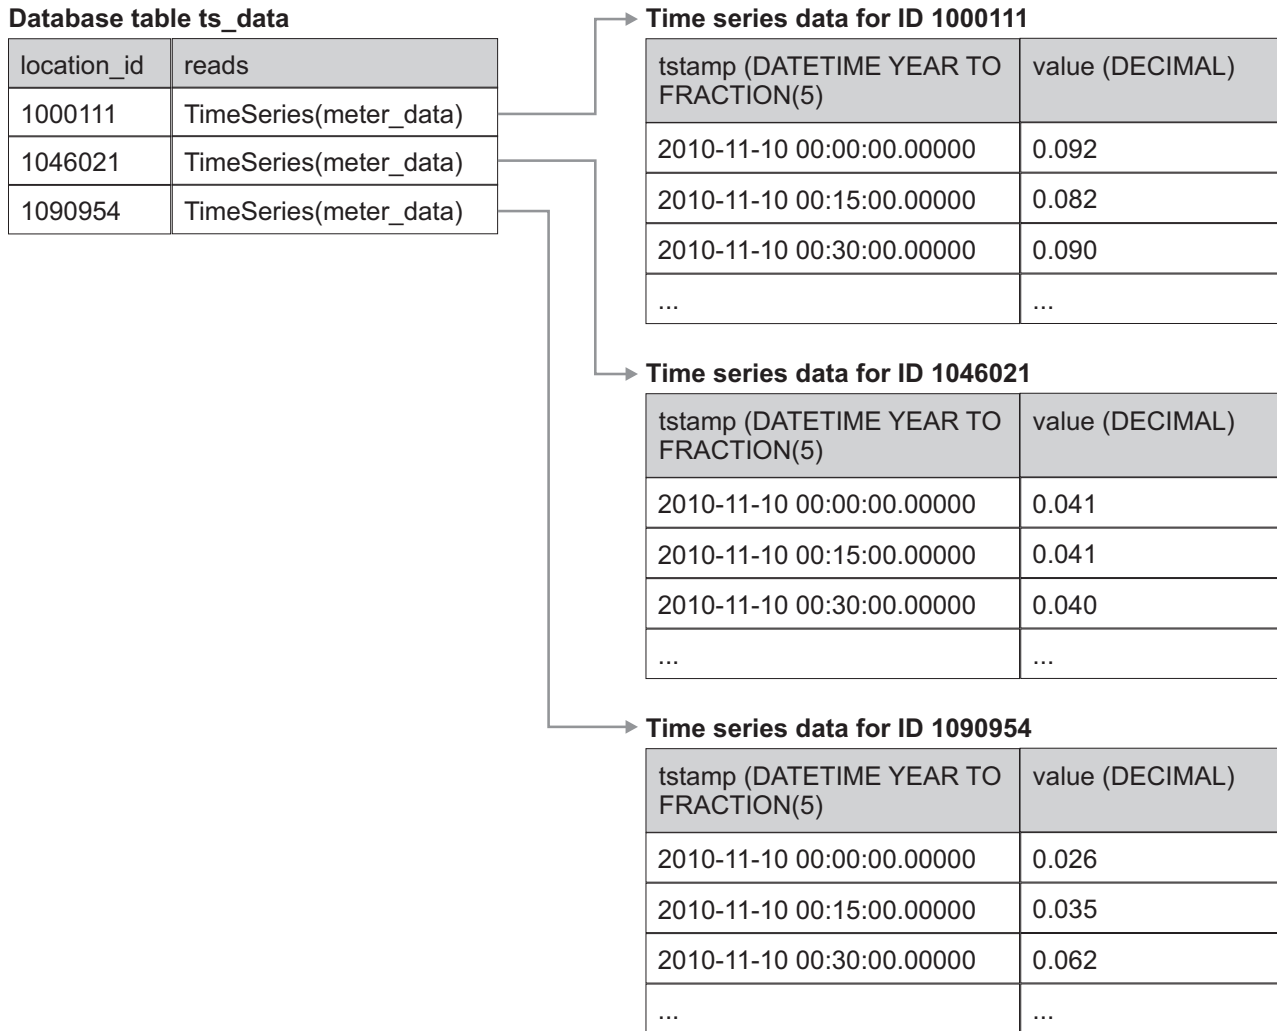 Database table ts_data
location_id reads
1000111 TimeSeries(meter_data)
1046021 TimeSeries(meter_data)
1090954 TimeSeries(meter_data)
Time series data for ID 1000111
tstamp (DATETIME YEAR TO value (DECIMAL)
FRACTION(5)
2010-11-10 00:00:00.00000 0.092
2010-11-10 00:15:00.00000 0.082
2010-11-10 00:30:00.00000 0.090
... ...
Time series data for ID 1046021
tstamp (DATETIME YEAR TO value (DECIMAL)
FRACTION(5)
2010-11-10 00:00:00.00000 0.041
2010-11-10 00:15:00.00000 0.041
2010-11-10 00:30:00.00000 0.040
... ...
Time series data for ID 1090954
tstamp (DATETIME YEAR TO value (DECIMAL)
FRACTION(5)
2010-11-10 00:00:00.00000 0.026
2010-11-10 00:15:00.00000 0.035
2010-11-10 00:30:00.00000 0.062
... ...